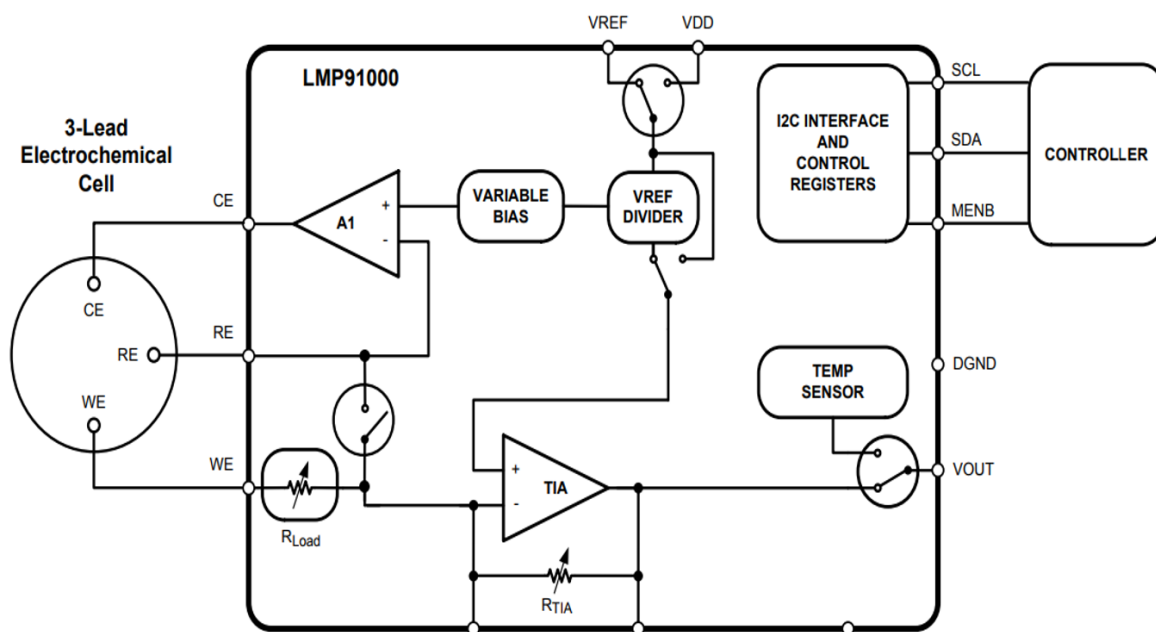 VREF
VDD
LMP91000
SCL
I2C INTERFACE
AND
CONTROL
REGISTERS
SDA
CONTROLLER
MENB
3-Lead
Electrochemical
Cell
CE
A1
+
-
VARIABLE
BIAS
VREF
DIVIDER
CE
RE
RE
WE
WE
RLoad
+
-
TIA
RTIA
TEMP
SENSOR
DGND
VOUT